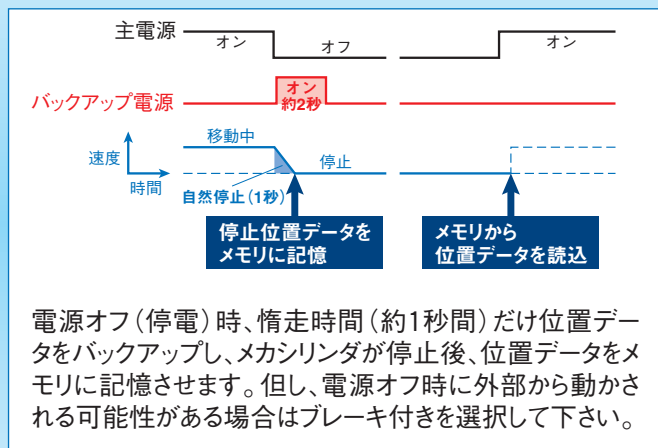 主電源
オン
オフ
オン
バックアップ電源
オン
約2秒
速度
時間
移動中
停止
自然停止(1秒)
停止位置データを
メモリに記憶
メモリから
位置データを読込
電源オフ(停電)時、惰走時間(約1秒間)だけ位置デー
タをバックアップし、メカシリンダが停止後、位置データをメ
モリに記憶させます。但し、電源オフ時に外部から動かさ
れる可能性がある場合はブレーキ付きを選択して下さい。